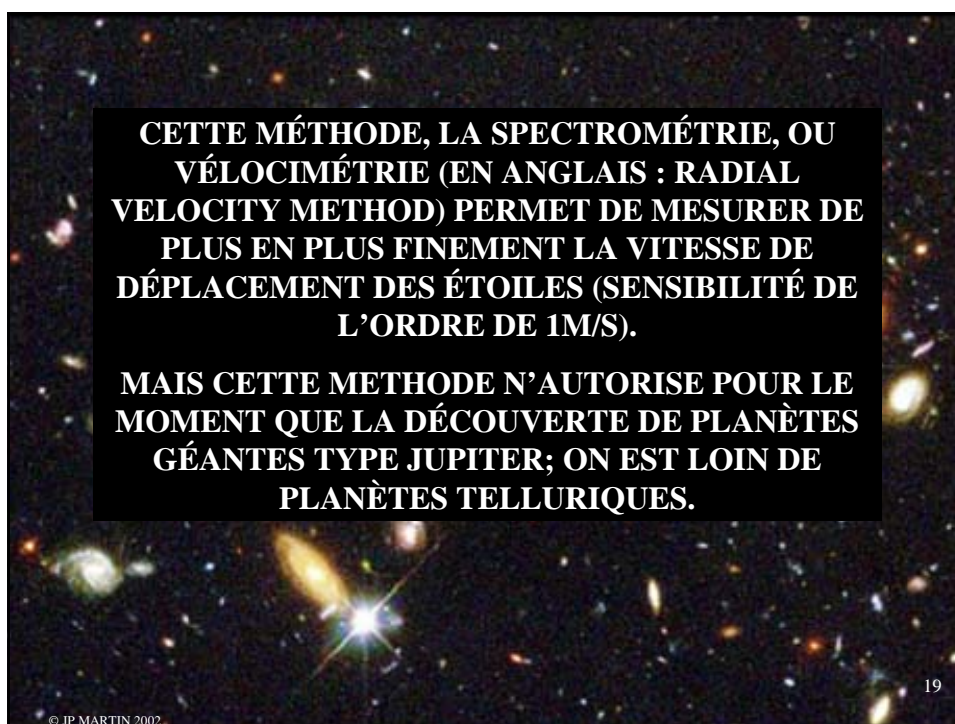 CETTE MÉTHODE, LA SPECTROMÉTRIE, OU
VÉLOCIMÉTRIE (EN ANGLAIS : RADIAL
VELOCITY METHOD) PERMET DE MESURER DE
PLUS EN PLUS FINEMENT LA VITESSE DE
DÉPLACEMENT DES ÉTOILES (SENSIBILITÉ DE
L’ORDRE DE 1M/S).
MAIS CETTE METHODE N’AUTORISE POUR LE
MOMENT QUE LA DÉCOUVERTE DE PLANÈTES
GÉANTES TYPE JUPITER; ON EST LOIN DE
PLANÈTES TELLURIQUES.
19
© JP MARTIN 2002